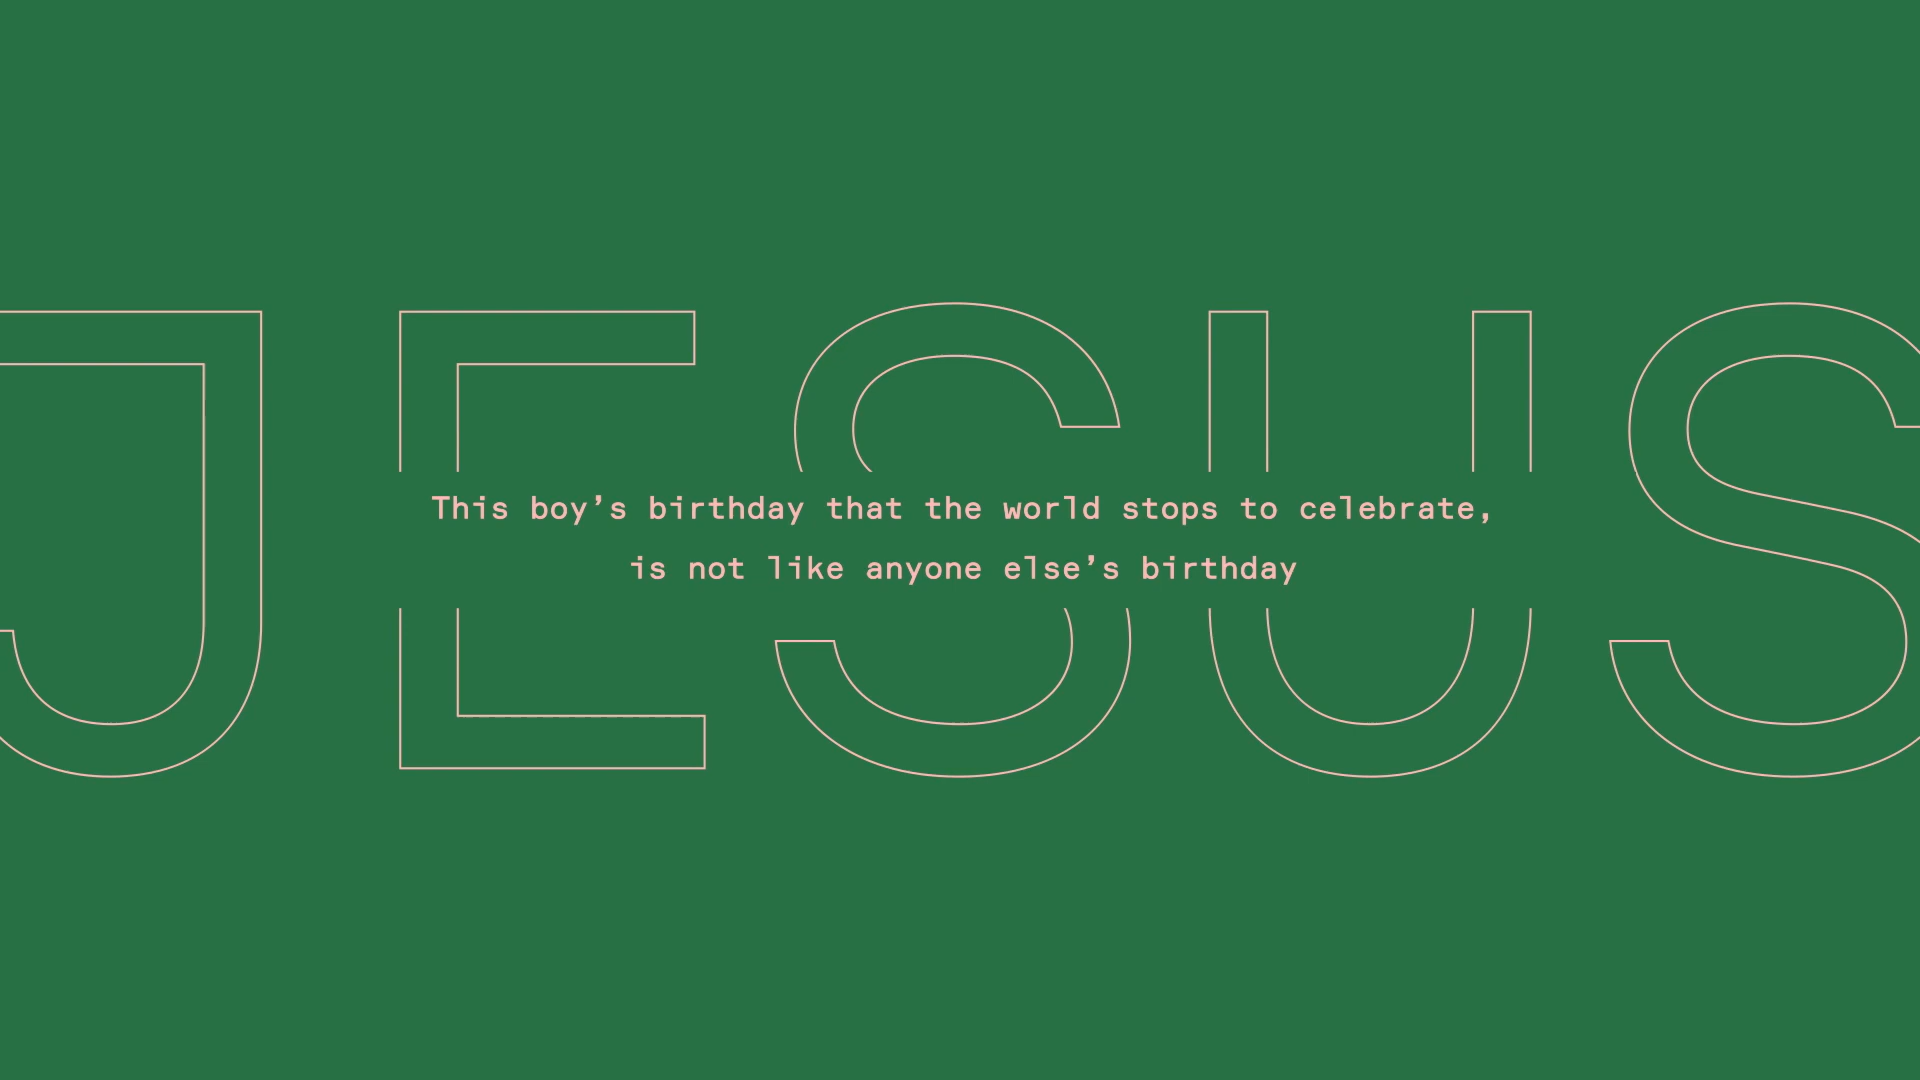 JESUS
This boy’s birthday that the world stops to celebrate,
is not like anyone else’s birthday